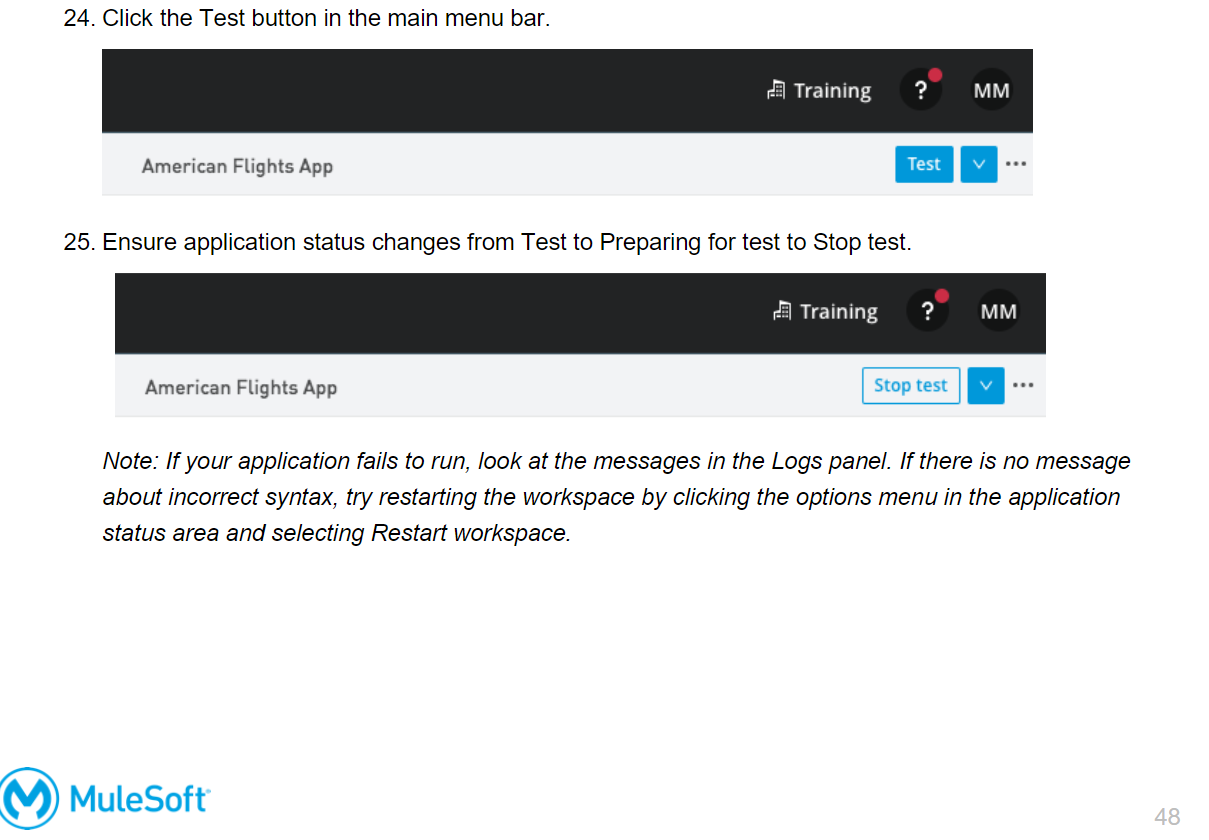 24. Click the Test button in the main menu bar.
Training ? MM
American Flights App Test ...
25. Ensure application status changes from Test to Preparing for test to Stop test.
Training ? MM
American Flights App Stop test ...
Note: If your application fails to run, look at the messages in the Logs panel. If there is no message
about incorrect syntax, try restarting the workspace by clicking the options menu in the application
status area and selecting Restart workspace.
MuleSoft
48